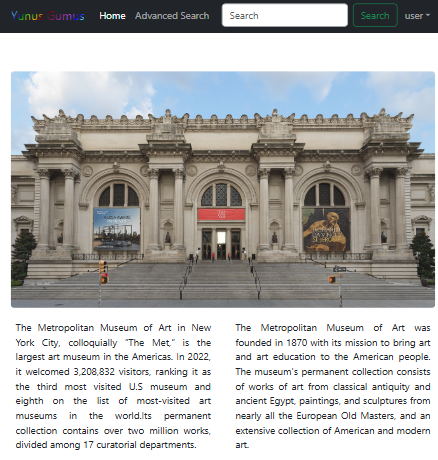 Yunus Gumus Home Advanced Search Search Search user
The Metropolitan Museum of Art in New
York City, colloquially "The Met," is the
largest art museum in the Americas. In 2022,
it welcomed 3,208,832 visitors, ranking it as
the third most visited U.S museum and
eighth on the list of most-visited art
museums in the world.Its permanent
collection contains over two million works,
divided among 17 curatorial departments.
The Metropolitan Museum of Art was
founded in 1870 with its mission to bring art
and art education to the American people.
The museum's permanent collection consists
of works of art from classical antiquity and
ancient Egypt, paintings, and sculptures from
nearly all the European Old Masters, and an
extensive collection of American and modern
art.